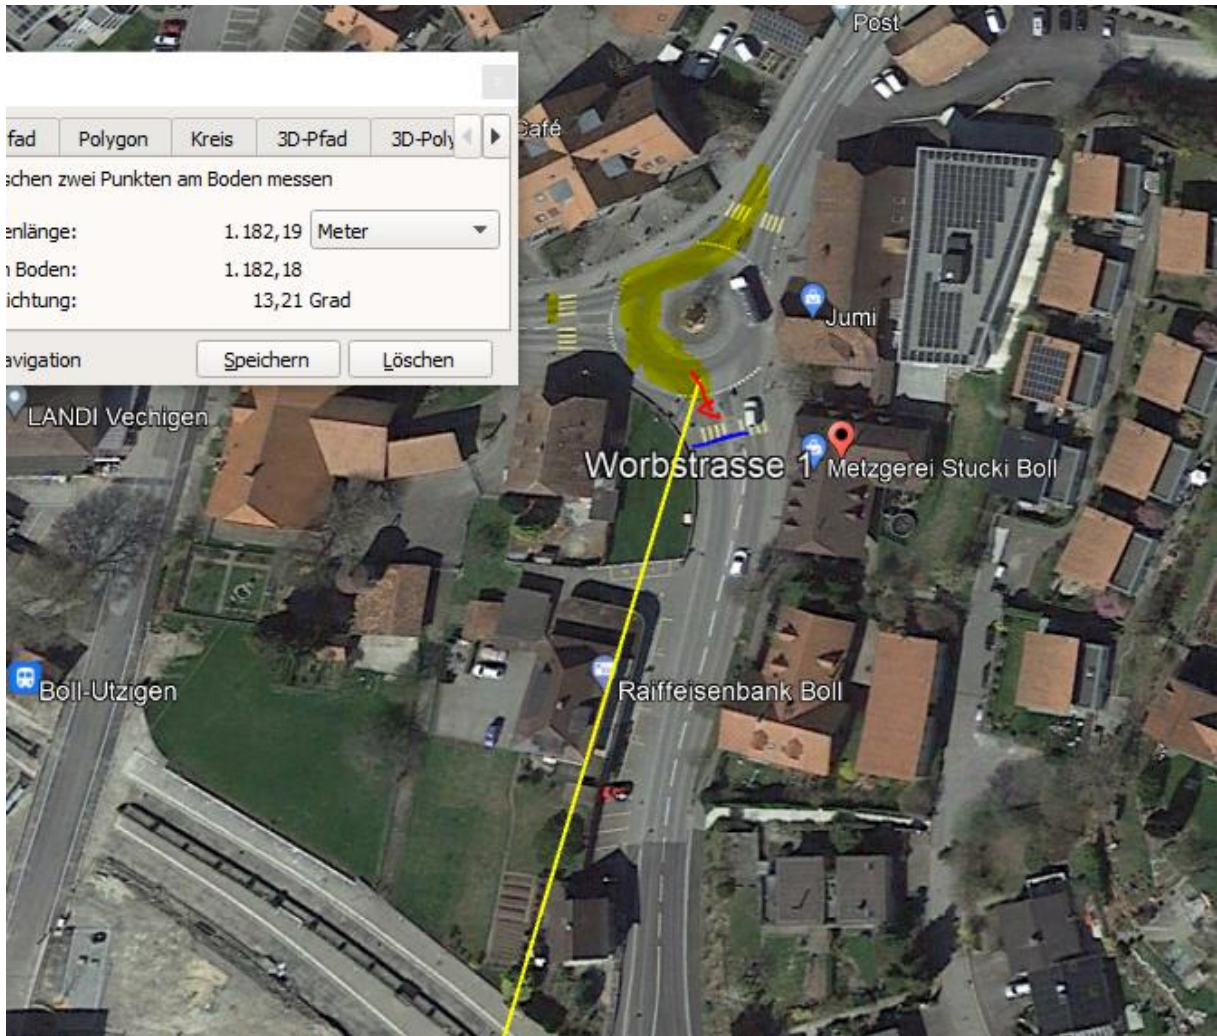 Post
Café
fad Polygon Kreis 3D-Pfad 3D-Poly
schen zwei Punkten am Boden messen
enlänge: 1.182,19 Meter
n Boden: 1.182,18
ichtung: 13,21 Grad
avigation Speichern Löschen
Jumi
LANDI Vechigen
Worbstrasse 1
Metzgerei Stucki Boll
Boll-Utzigen
Raiffeisenbank Boll